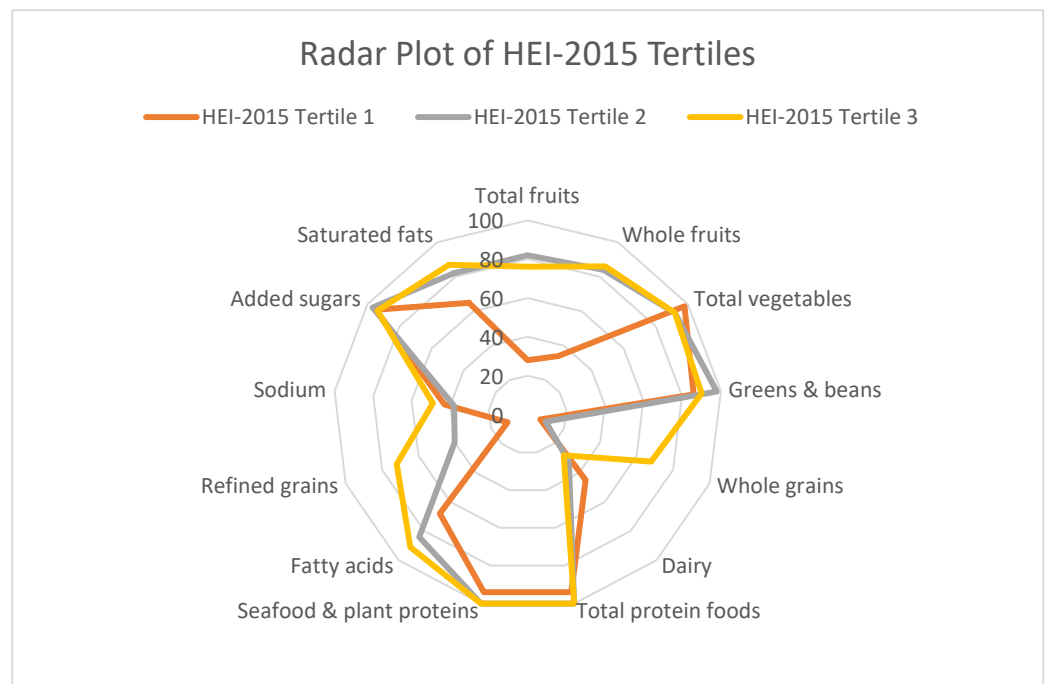 Radar Plot of HEI-2015 Tertiles
HEI-2015 Tertile 1 HEI-2015 Tertile 2 HEI-2015 Tertile 3
Total fruits
100
Saturated fats Whole fruits
80
Added sugars Total vegetables
60
40
20
Sodium Greens & beans
0
Refined grains Whole grains
Fatty acids Dairy
Seafood & plant proteins Total protein foods